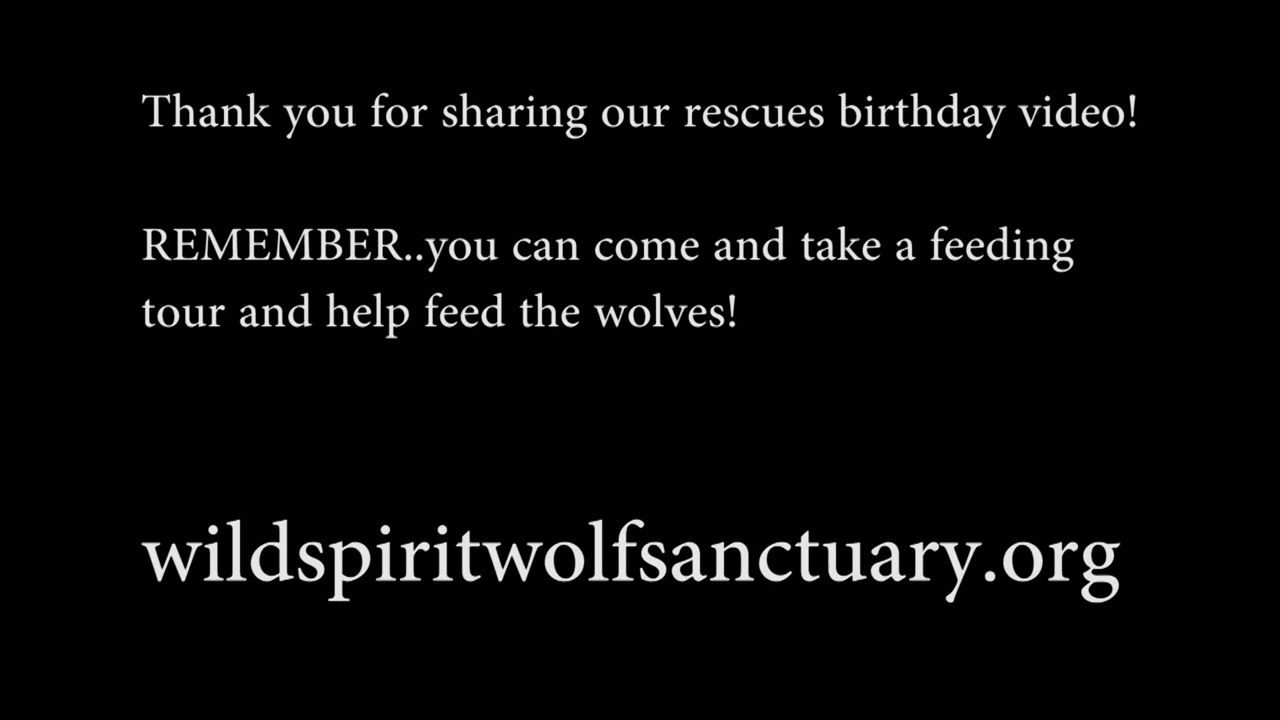 Thank you for sharing our rescues birthday video!
REMEMBER..you can come and take a feeding
tour and help feed the wolves!
wildspiritwolfsanctuary.org